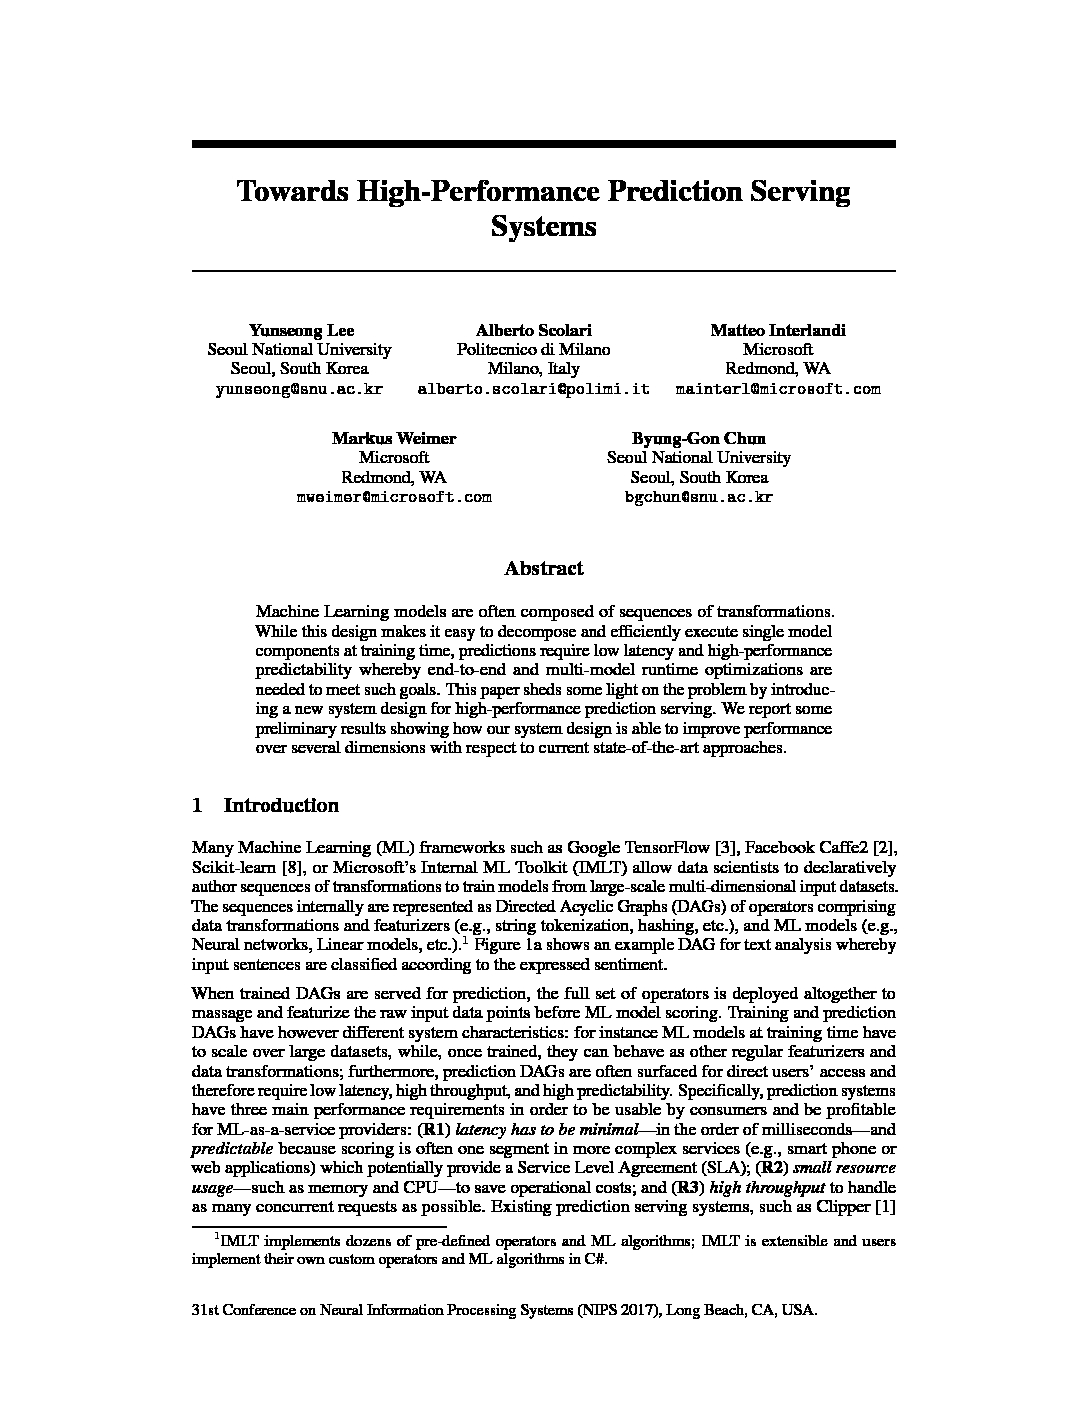 Towards High-Performance Prediction Serving
Systems
Yunseong Lee
Seoul National University
Seoul, South Korea
yunseong@snu.ac.kr
Alberto Scolari
Politecnico di Milano
Milano, Italy
alberto.scolari@polimi.it
Matteo Interlandi
Microsoft
Redmond, WA
mainterl@microsoft.com
Markus Weimer
Microsoft
Redmond, WA
mweimer@microsoft.com
Byung-Gon Chun
Seoul National University
Seoul, South Korea
bgchun@snu.ac.kr
Abstract
Machine Learning models are often composed of sequences of transformations.
While this design makes it easy to decompose and efficiently execute single model
components at training time, predictions require low latency and high-performance
predictability whereby end-to-end and multi-model runtime optimizations are
needed to meet such goals. This paper sheds some light on the problem by introduc-
ing a new system design for high-performance prediction serving. We report some
preliminary results showing how our system design is able to improve performance
over several dimensions with respect to current state-of-the-art approaches.
1 Introduction
Many Machine Learning (ML) frameworks such as Google TensorFlow [3], Facebook Caffe2 [2],
Scikit-learn [8], or Microsoft's Internal ML Toolkit (IMLT) allow data scientists to declaratively
author sequences of transformations to train models from large-scale multi-dimensional input datasets.
The sequences internally are represented as Directed Acyclic Graphs (DAGs) of operators comprising
data transformations and featurizers (e.g., string tokenization, hashing, etc.), and ML models (e.g.,
Neural networks, Linear models, etc.).1 Figure 1a shows an example DAG for text analysis whereby
input sentences are classified according to the expressed sentiment.
When trained DAGs are served for prediction, the full set of operators is deployed altogether to
massage and featurize the raw input data points before ML model scoring. Training and prediction
DAGs have however different system characteristics: for instance ML models at training time have
to scale over large datasets, while, once trained, they can behave as other regular featurizers and
data transformations; furthermore, prediction DAGs are often surfaced for direct users' access and
therefore require low latency, high throughput, and high predictability. Specifically, prediction systems
have three main performance requirements in order to be usable by consumers and be profitable
for ML-as-a-service providers: (R1) latency has to be minimal—in the order of milliseconds—and
predictable because scoring is often one segment in more complex services (e.g., smart phone or
web applications) which potentially provide a Service Level Agreement (SLA); (R2) small resource
usage—such as memory and CPU—to save operational costs; and (R3) high throughput to handle
as many concurrent requests as possible. Existing prediction serving systems, such as Clipper [1]
1IMLT implements dozens of pre-defined operators and ML algorithms; IMLT is extensible and users
implement their own custom operators and ML algorithms in C#.
31st Conference on Neural Information Processing Systems (NIPS 2017), Long Beach, CA, USA.